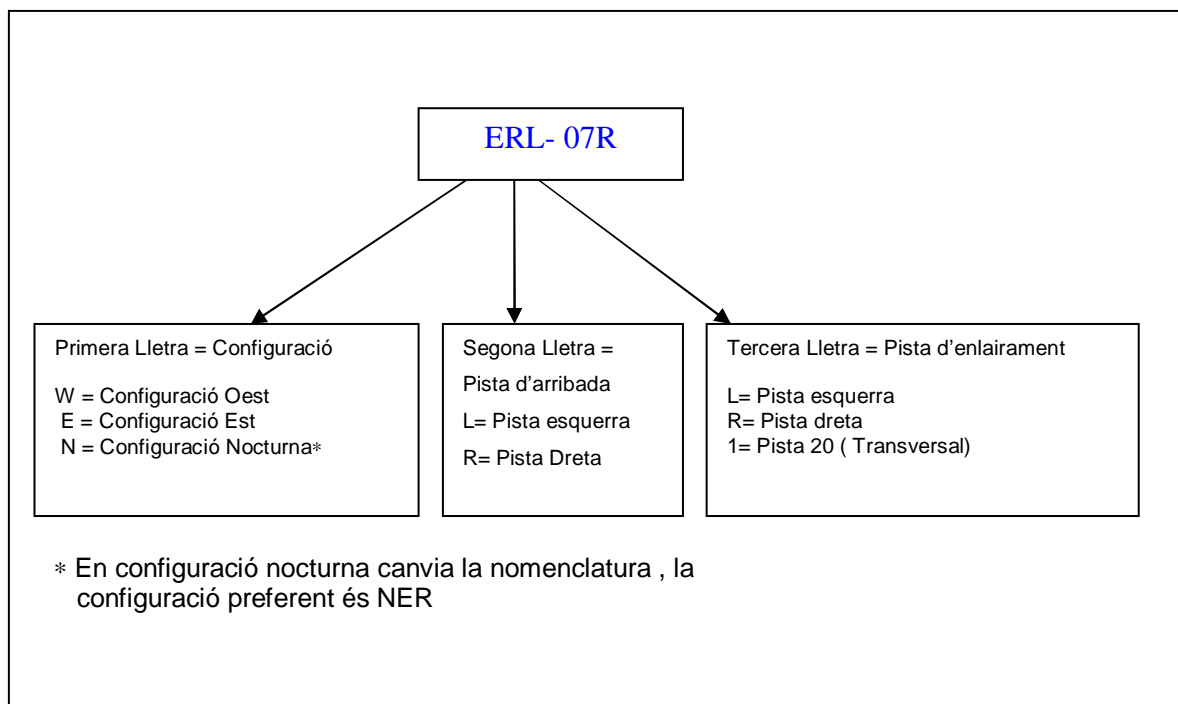 ERL- 07R
Primera Lletra = Configuració
W = Configuració Oest
E = Configuració Est
N = Configuració Nocturna*
Segona Lletra =
Pista d’arribada
L= Pista esquerra
R= Pista Dreta
Tercera Lletra = Pista d’enlairament
L= Pista esquerra
R= Pista dreta
1= Pista 20 ( Transversal)
* En configuració nocturna canvia la nomenclatura , la
configuració preferent és NER